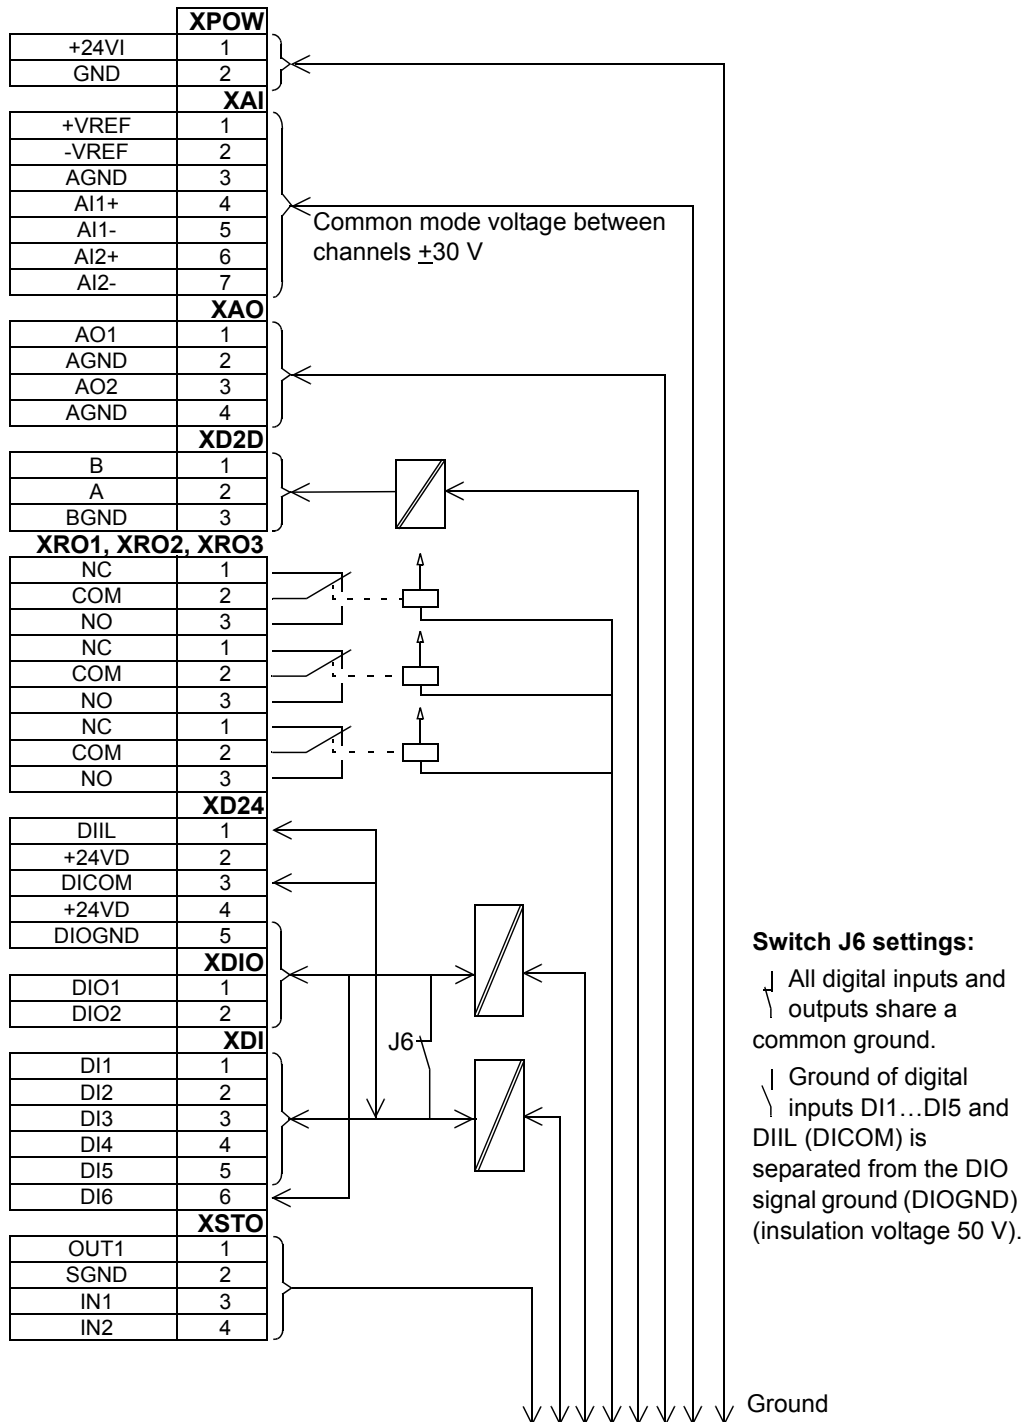 XPOW
+24VI 1
GND 2
XAI
+VREF 1
-VREF 2
AGND 3
AI1+ 4
AI1- 5
AI2+ 6
AI2- 7
Common mode voltage between
channels ±30 V
XAO
AO1 1
AGND 2
AO2 3
AGND 4
XD2D
B 1
A 2
BGND 3
XRO1, XRO2, XRO3
NC 1
COM 2
NO 3
NC 1
COM 2
NO 3
NC 1
COM 2
NO 3
XD24
DIIL 1
+24VD 2
DICOM 3
+24VD 4
DIOGND 5
XDIO
DIO1 1
DIO2 2
XDI
J6
DI1 1
DI2 2
DI3 3
DI4 4
DI5 5
DI6 6
XSTO
OUT1 1
SGND 2
IN1 3
IN2 4
Switch J6 settings:
All digital inputs and
outputs share a
common ground.
Ground of digital
inputs DI1…DI5 and
DIIL (DICOM) is
separated from the DIO
signal ground (DIOGND)
(insulation voltage 50 V).
Ground